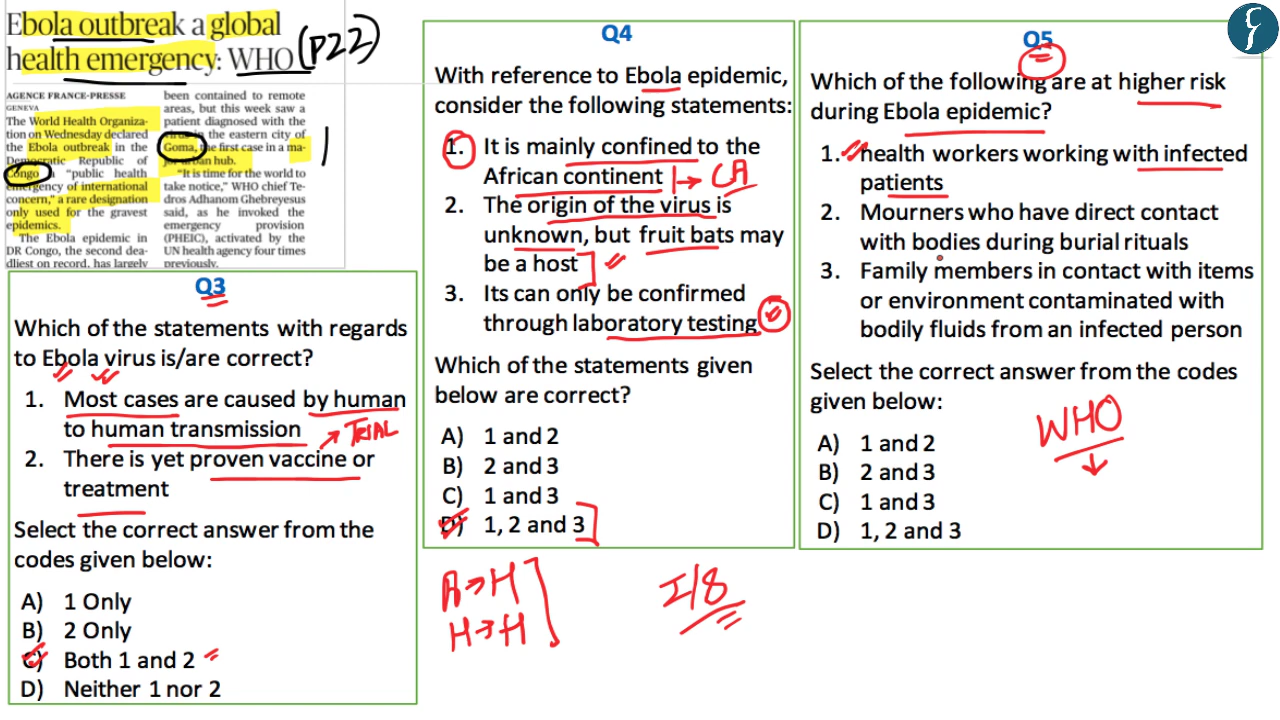 Ebola outbreak a global
health emergency: WHO (P22)
AGENCE FRANCE-PRESSE
GENEVA
The World Health Organiza-
tion on Wednesday declared
the Ebola outbreak in the
Democratic Republic of
Congo a "public health
emergency of international
concern," a rare designation
only used for the gravest
epidemics.
The Ebola epidemic in
DR Congo, the second dea-
dliest on record, has largely
been contained to remote
areas, but this week saw a
patient diagnosed with the
virus in the eastern city of
Goma, the first case in a ma-
jor urban hub.
"It is time for the world to
take notice," WHO chief Te-
dros Adhanom Ghebreyesus
said, as he invoked the
emergency provision
(PHEIC), activated by the
UN health agency four times
previously.
Q3
Which of the statements with regards
to Ebola virus is/are correct?
1. Most cases are caused by human
to human transmission
→ TRIAL
2. There is yet proven vaccine or
treatment
Select the correct answer from the
codes given below:
A) 1 Only
B) 2 Only
C) Both 1 and 2
D) Neither 1 nor 2
Q4
With reference to Ebola epidemic,
consider the following statements:
1. It is mainly confined to the
African continent → CA
2. The origin of the virus is
unknown, but fruit bats may
be a host
3. Its can only be confirmed
through laboratory testing
Which of the statements given
below are correct?
A) 1 and 2
B) 2 and 3
C) 1 and 3
D) 1, 2 and 3
A→H
H→H
I/8
Q5
Which of the following are at higher risk
during Ebola epidemic?
1. health workers working with infected
patients
2. Mourners who have direct contact
with bodies during burial rituals
3. Family members in contact with items
or environment contaminated with
bodily fluids from an infected person
Select the correct answer from the codes
given below:
A) 1 and 2
B) 2 and 3
C) 1 and 3
D) 1, 2 and 3
WHO